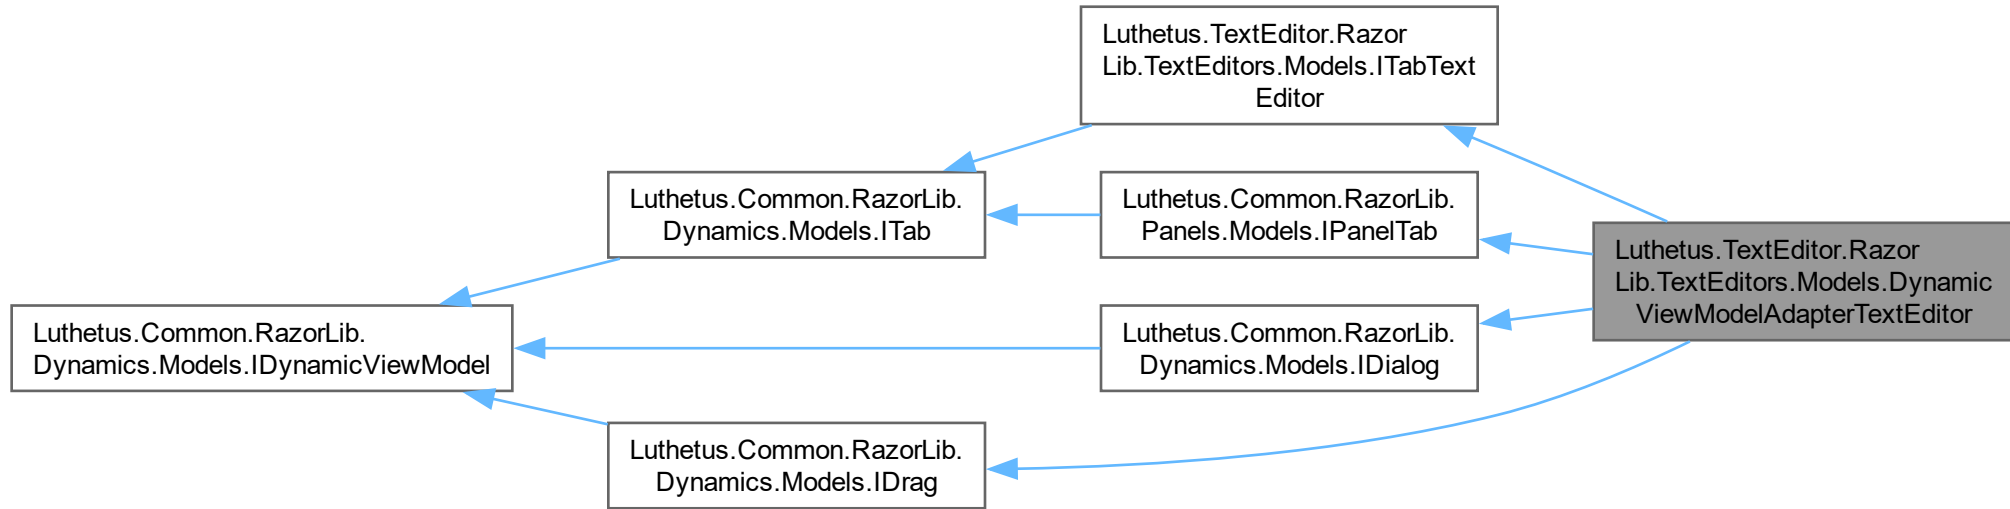 Luthetus.TextEditor.Razor
Lib.TextEditors.Models.ITabText
Editor
Luthetus.Common.RazorLib.
Dynamics.Models.ITab
Luthetus.Common.RazorLib.
Panels.Models.IPanelTab
Luthetus.TextEditor.Razor
Lib.TextEditors.Models.Dynamic
ViewModelAdapterTextEditor
Luthetus.Common.RazorLib.
Dynamics.Models.IDynamicViewModel
Luthetus.Common.RazorLib.
Dynamics.Models.IDialog
Luthetus.Common.RazorLib.
Dynamics.Models.IDrag